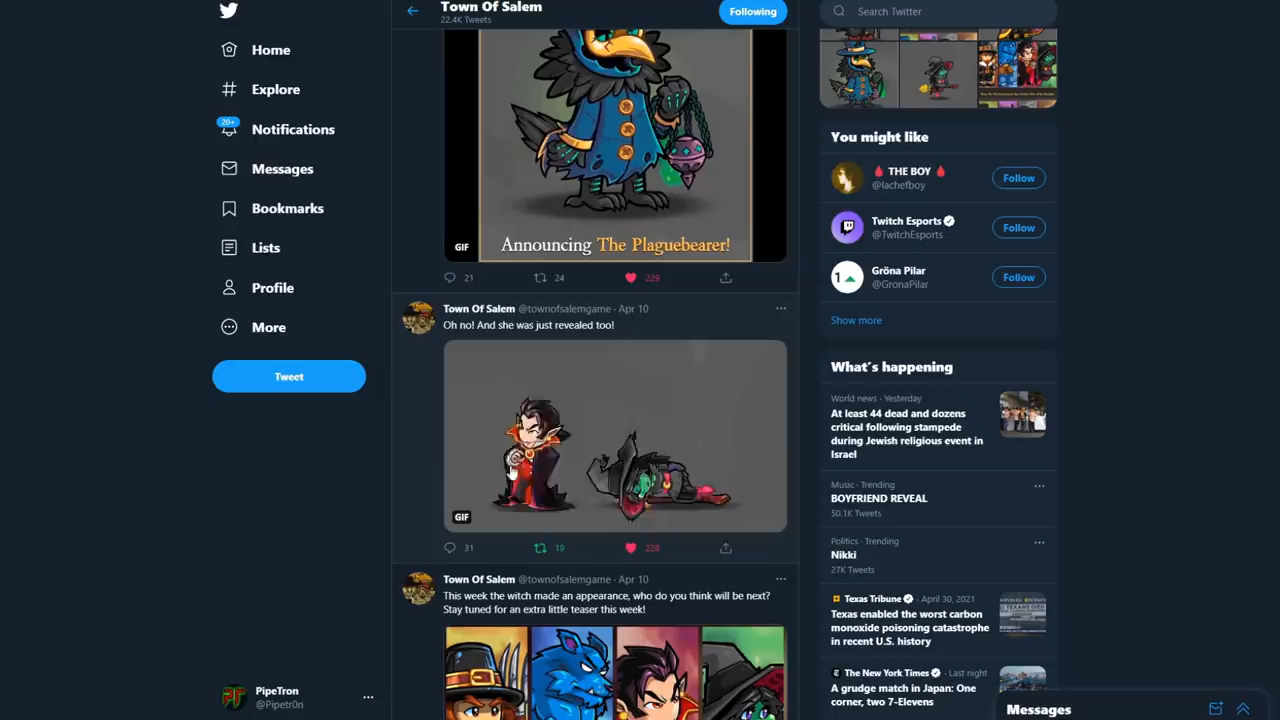 Home
Explore
20+
Notifications
Messages
Bookmarks
Lists
Profile
More
Tweet
PipeTron
@Pipetr0n
Town Of Salem
22.4K Tweets
Following
GIF
Announcing The Plaguebearer!
21
24
229
Town Of Salem @townofsalemgame · Apr 10
Oh no! And she was just revealed too!
GIF
31
19
228
Town Of Salem @townofsalemgame · Apr 10
This week the witch made an appearance, who do you think will be next?
Stay tuned for an extra little teaser this week!
Search Twitter
You might like
THE BOY
@lachefboy
Follow
Twitch Esports
@TwitchEsports
Follow
1
Gröna Pilar
@GronaPilar
Follow
Show more
What's happening
World news · Yesterday
At least 44 dead and dozens
critical following stampede
during Jewish religious event in
Israel
Music · Trending
BOYFRIEND REVEAL
50.1K Tweets
Politics · Trending
Nikki
27K Tweets
Texas Tribune · April 30, 2021
Texas enabled the worst carbon
monoxide poisoning catastrophe
in recent U.S. history
The New York Times · Last night
A grudge match in Japan: One
corner, two 7-Elevens
Messages